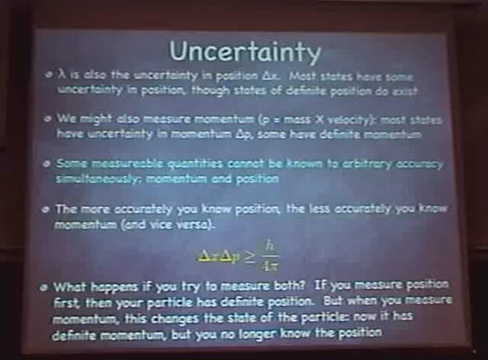 Uncertainty
λ is also the uncertainty in position Δx. Most states have some
uncertainty in position, though states of definite position do exist
We might also measure momentum (p = mass X velocity): most states
have uncertainty in momentum Δp, some have definite momentum
Some measureable quantities cannot be known to arbitrary accuracy
simultaneously: momentum and position
The more accurately you know position, the less accurately you know
momentum (and vice versa).
ΔxΔp ≥ h/4π
What happens if you try to measure both? If you measure position
first, then your particle has definite position. But when you measure
momentum, this changes the state of the particle: now it has
definite momentum, but you no longer know the position